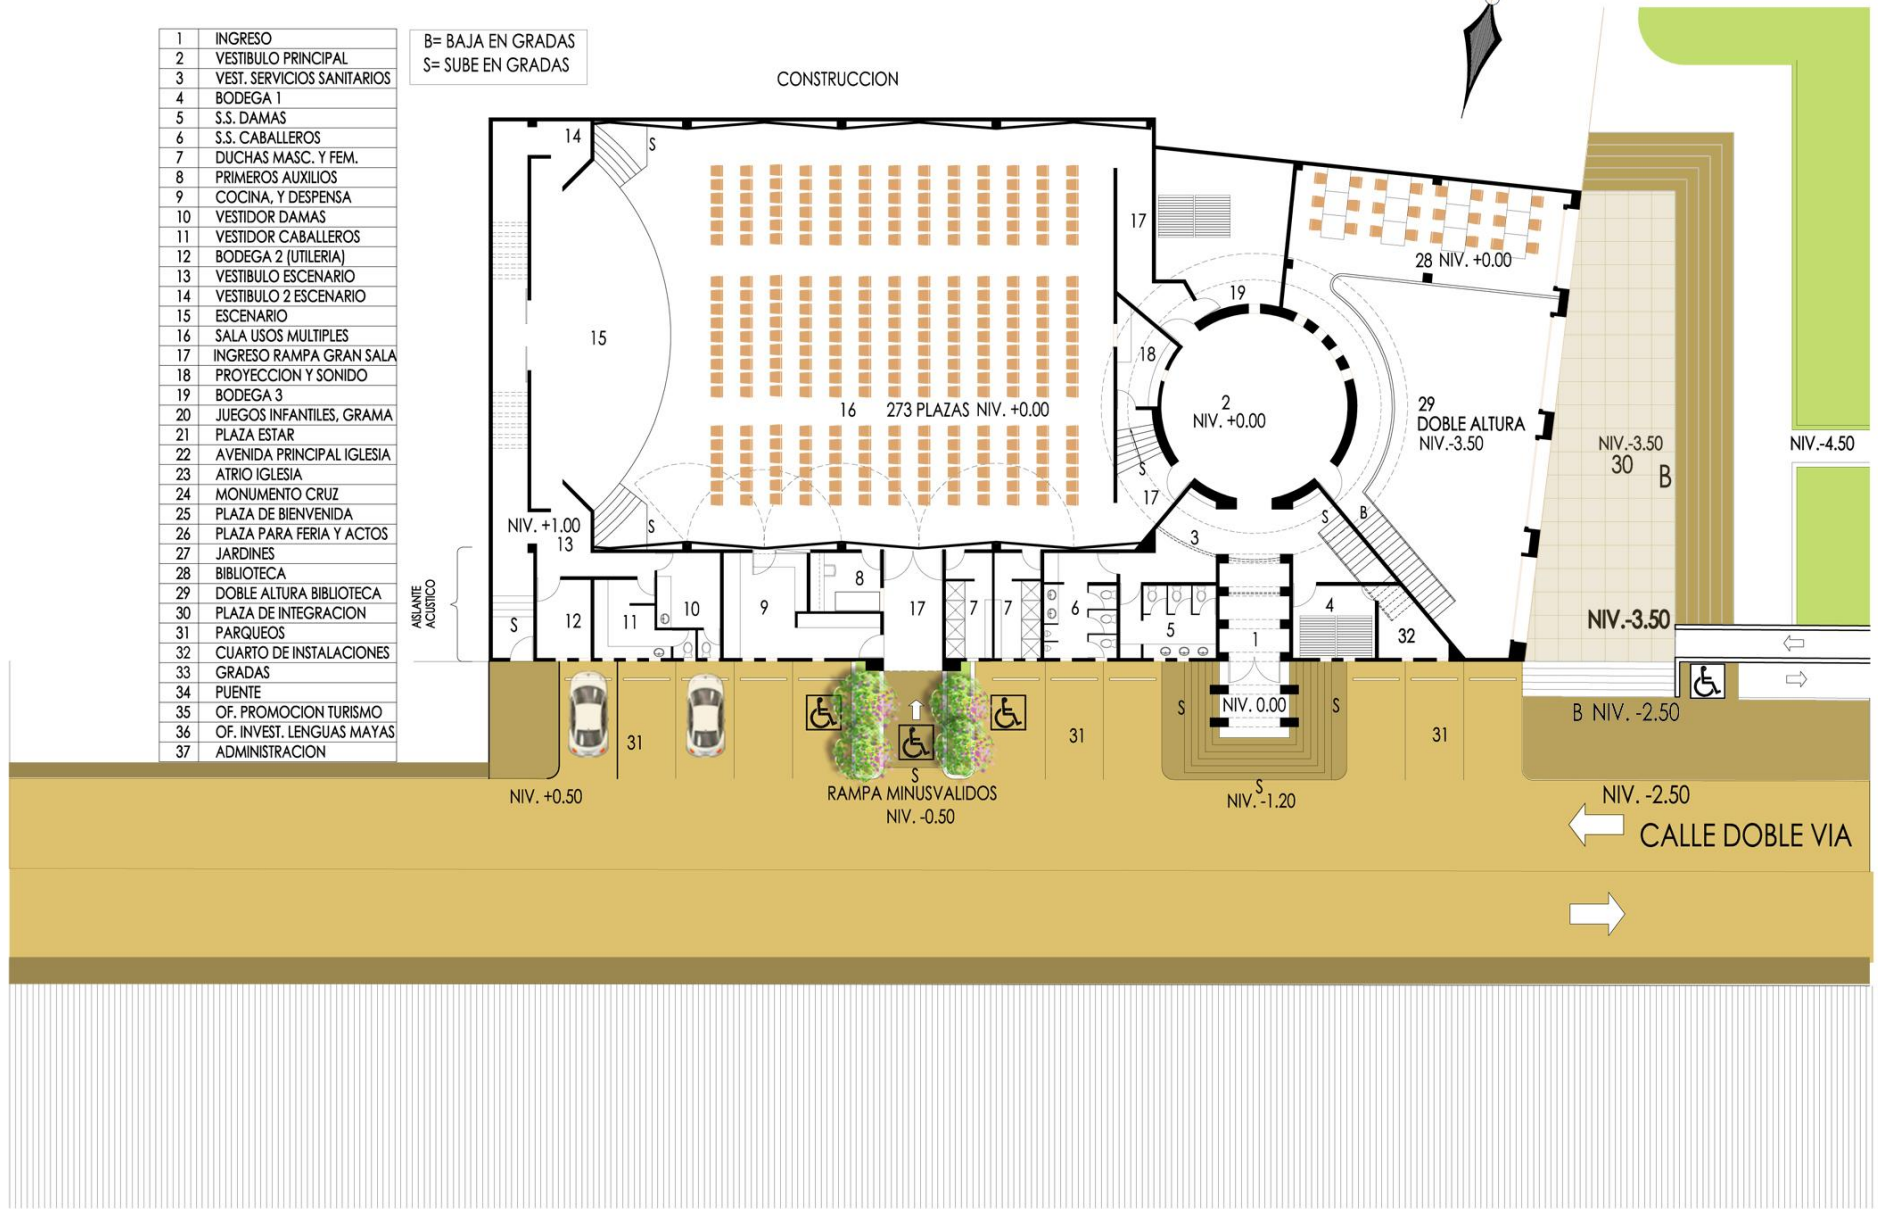 1 INGRESO
2 VESTIBULO PRINCIPAL
3 VEST. SERVICIOS SANITARIOS
4 BODEGA 1
5 S.S. DAMAS
6 S.S. CABALLEROS
7 DUCHAS MASC. Y FEM.
8 PRIMEROS AUXILIOS
9 COCINA, Y DESPENSA
10 VESTIDOR DAMAS
11 VESTIDOR CABALLEROS
12 BODEGA 2 (UTILERIA)
13 VESTIBULO ESCENARIO
14 VESTIBULO 2 ESCENARIO
15 ESCENARIO
16 SALA USOS MULTIPLES
17 INGRESO RAMPA GRAN SALA
18 PROYECCION Y SONIDO
19 BODEGA 3
20 JUEGOS INFANTILES, GRAMA
21 PLAZA ESTAR
22 AVENIDA PRINCIPAL IGLESIA
23 ATRIO IGLESIA
24 MONUMENTO CRUZ
25 PLAZA DE BIENVENIDA
26 PLAZA PARA FERIA Y ACTOS
27 JARDINES
28 BIBLIOTECA
29 DOBLE ALTURA BIBLIOTECA
30 PLAZA DE INTEGRACION
31 PARQUEOS
32 CUARTO DE INSTALACIONES
33 GRADAS
34 PUENTE
35 OF. PROMOCION TURISMO
36 OF. INVEST. LENGUAS MAYAS
37 ADMINISTRACION
B= BAJA EN GRADAS
S= SUBE EN GRADAS
CONSTRUCCION
14
S
17
28 NIV. +0.00
19
15
18
16 273 PLAZAS NIV. +0.00
2
NIV. +0.00
29
DOBLE ALTURA
NIV.-3.50
NIV.-3.50
30
B
NIV.-4.50
S
17
S
B
S
NIV. +1.00
13
3
AISLANTE
ACUSTICO
S
12
11
10
9
8
17
7
7
6
5
1
4
32
NIV.-3.50
31
S
31
S
NIV. 0.00
S
31
B NIV. -2.50
NIV. +0.50
S
RAMPA MINUSVALIDOS
NIV. -0.50
S
NIV. -1.20
NIV. -2.50
CALLE DOBLE VIA